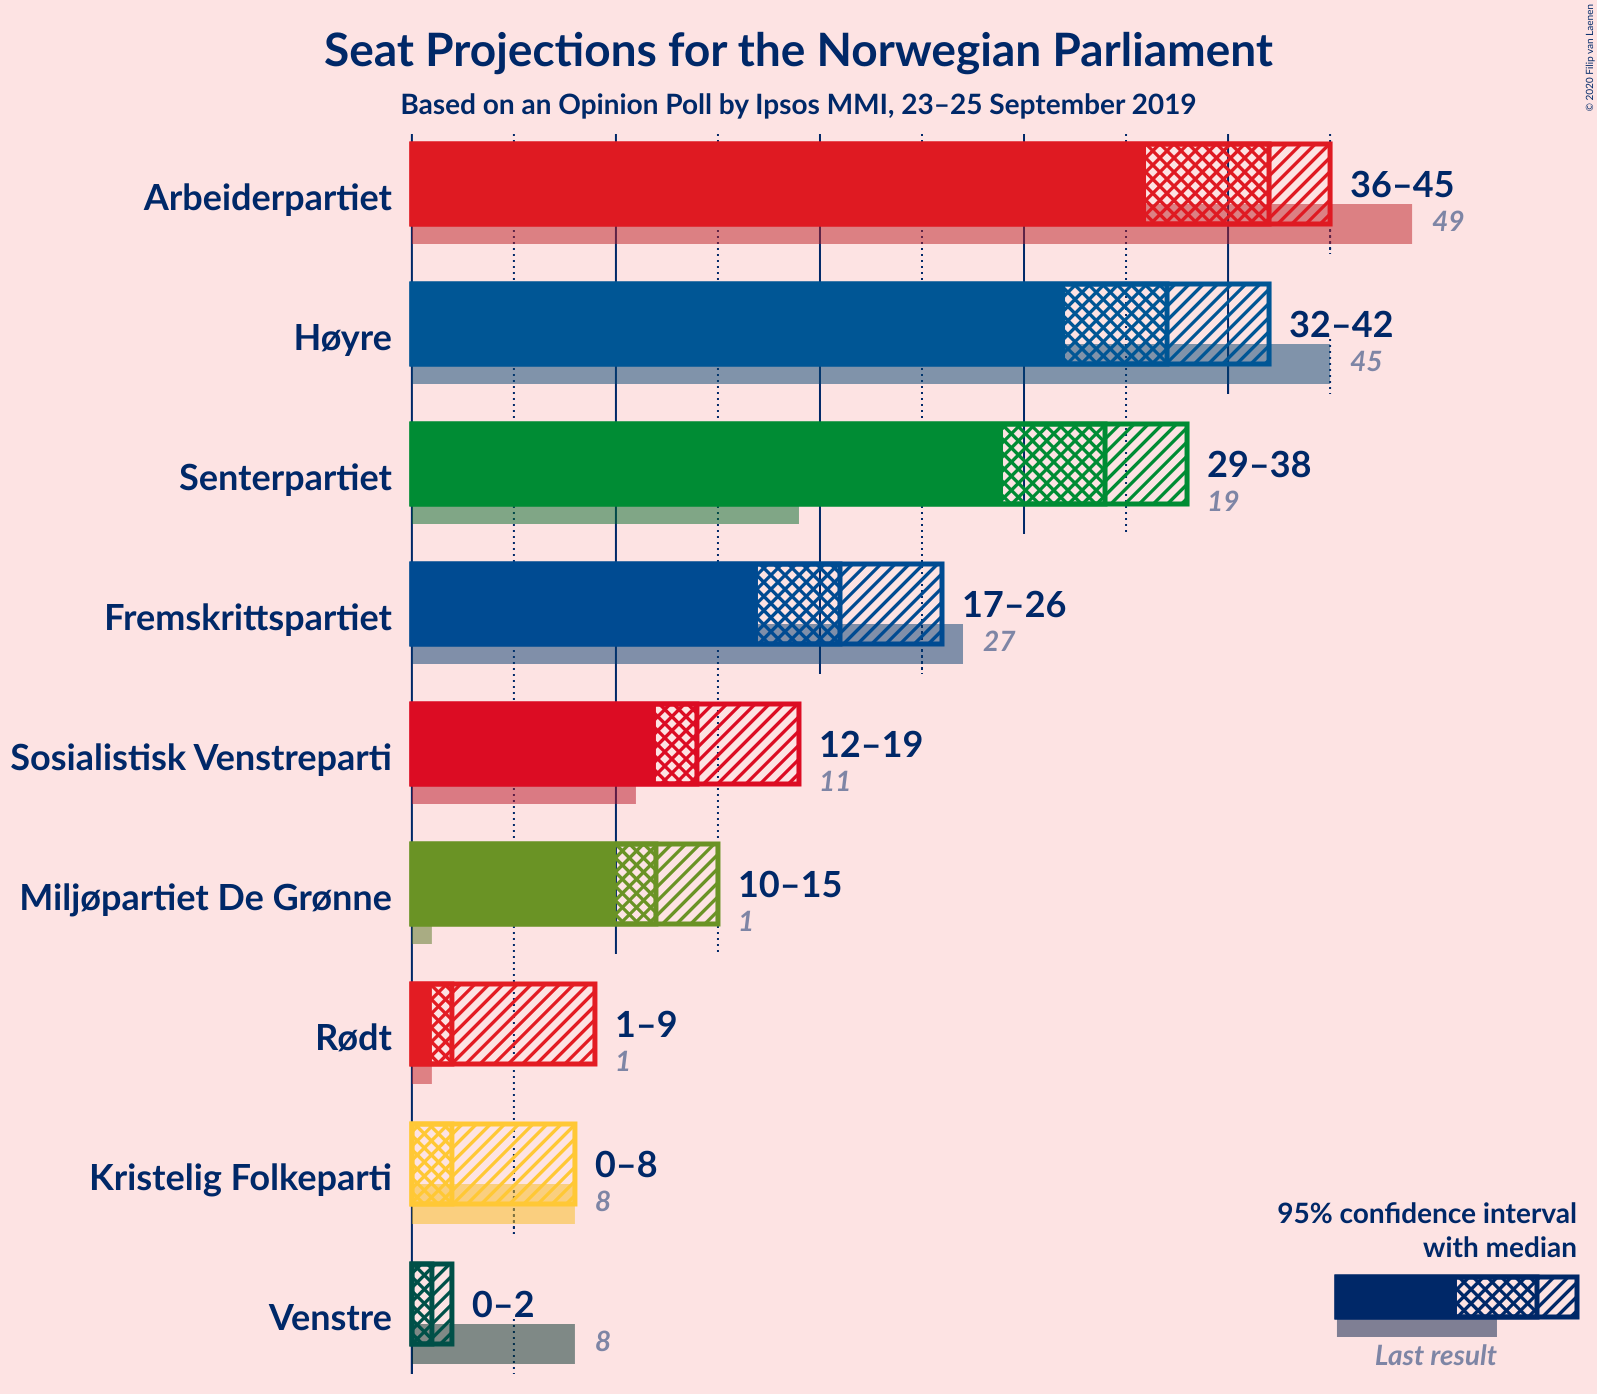 Seat Projections for the Norwegian Parliament
Based on an Opinion Poll by Ipsos MMI, 23–25 September 2019
© 2020 Filip van Laenen
Arbeiderpartiet
36–45
49
Høyre
32–42
45
Senterpartiet
29–38
19
Fremskrittspartiet
17–26
27
Sosialistisk Venstreparti
12–19
11
Miljøpartiet De Grønne
10–15
1
Rødt
1–9
1
Kristelig Folkeparti
0–8
8
Venstre
0–2
8
95% confidence interval
with median
Last result